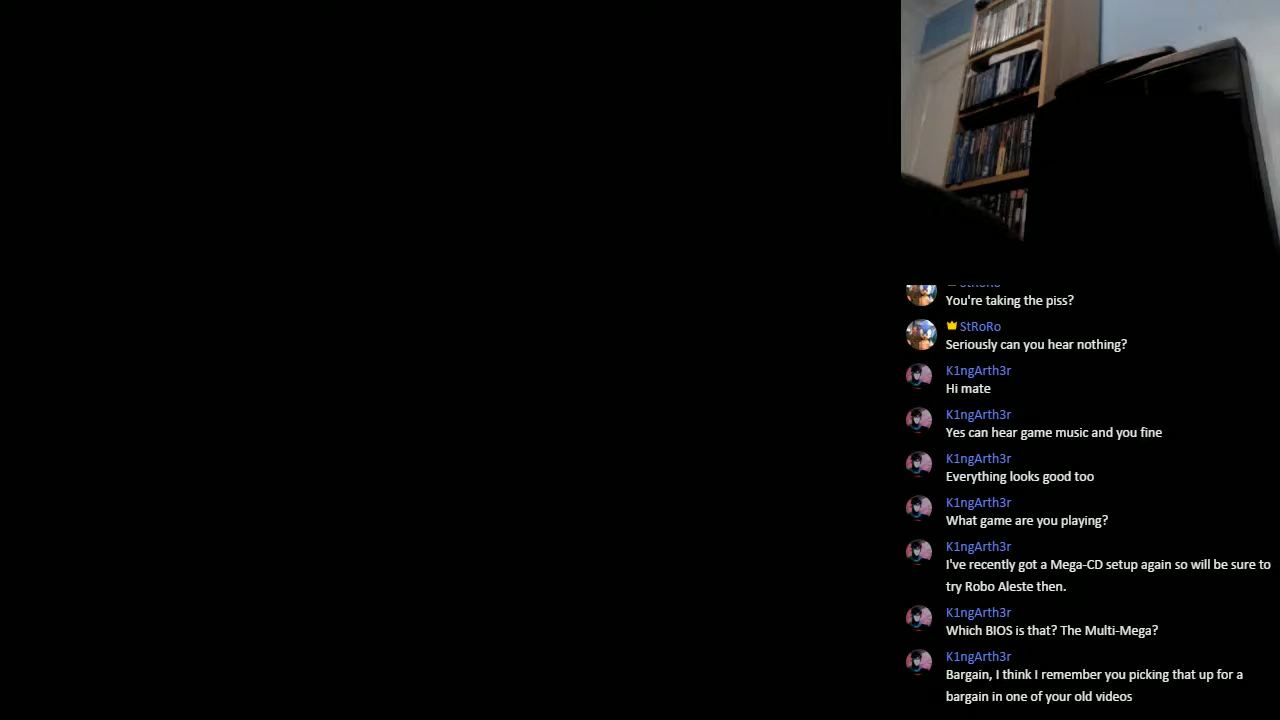 You're taking the piss?
StRoRo
Seriously can you hear nothing?
K1ngArth3r
Hi mate
K1ngArth3r
Yes can hear game music and you fine
K1ngArth3r
Everything looks good too
K1ngArth3r
What game are you playing?
K1ngArth3r
I've recently got a Mega-CD setup again so will be sure to
try Robo Aleste then.
K1ngArth3r
Which BIOS is that? The Multi-Mega?
K1ngArth3r
Bargain, I think I remember you picking that up for a
bargain in one of your old videos